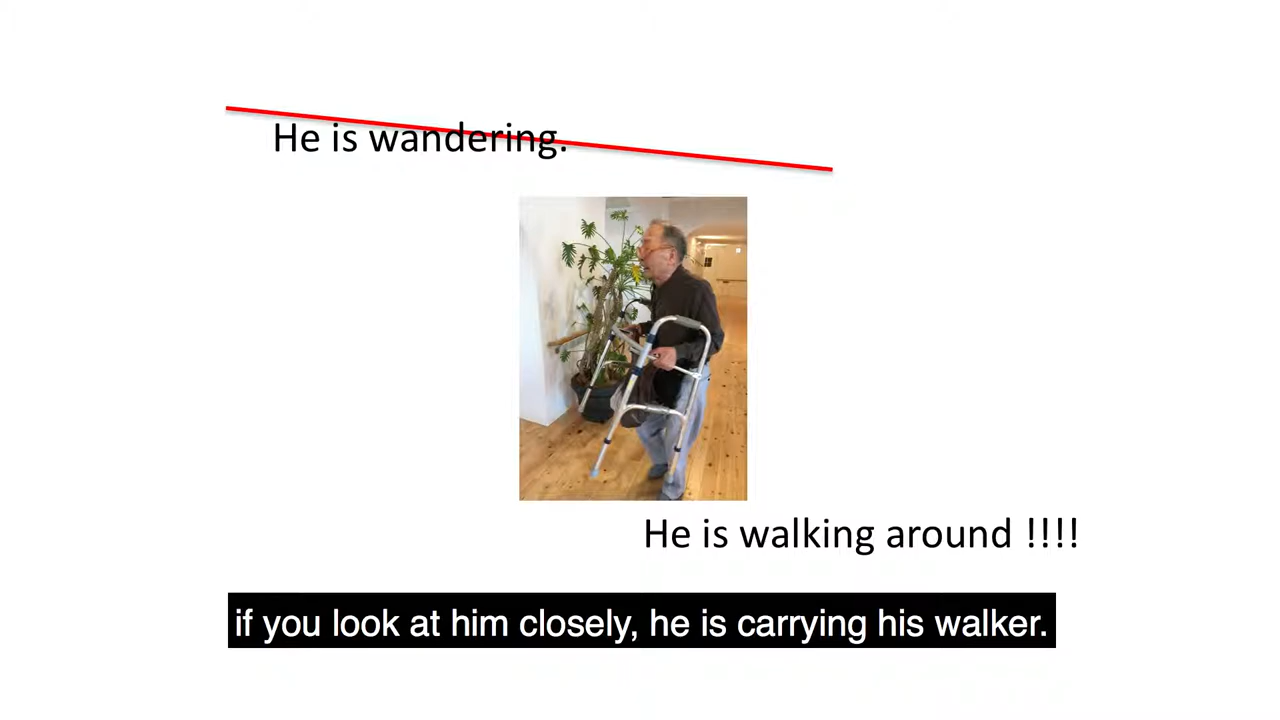 He is wandering.
He is walking around !!!!
if you look at him closely, he is carrying his walker.